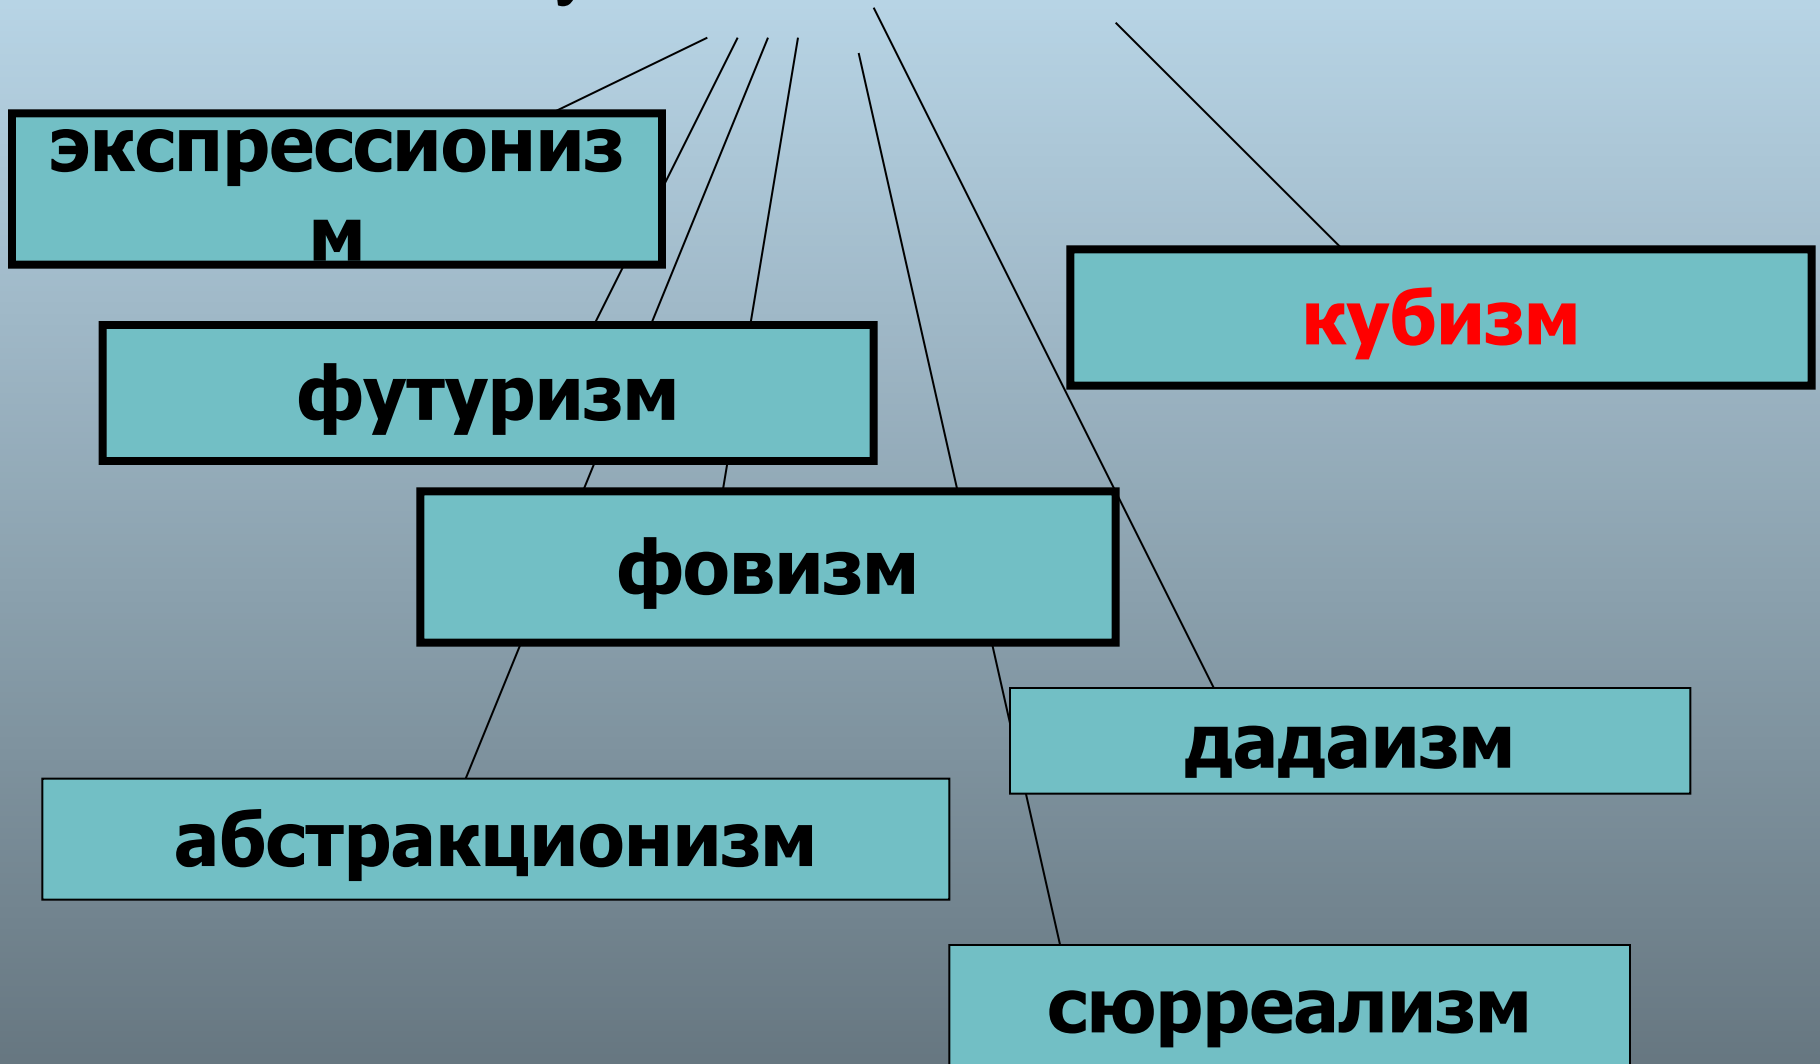 экспрессиониз
м
кубизм
футуризм
фовизм
дадаизм
абстракционизм
сюрреализм